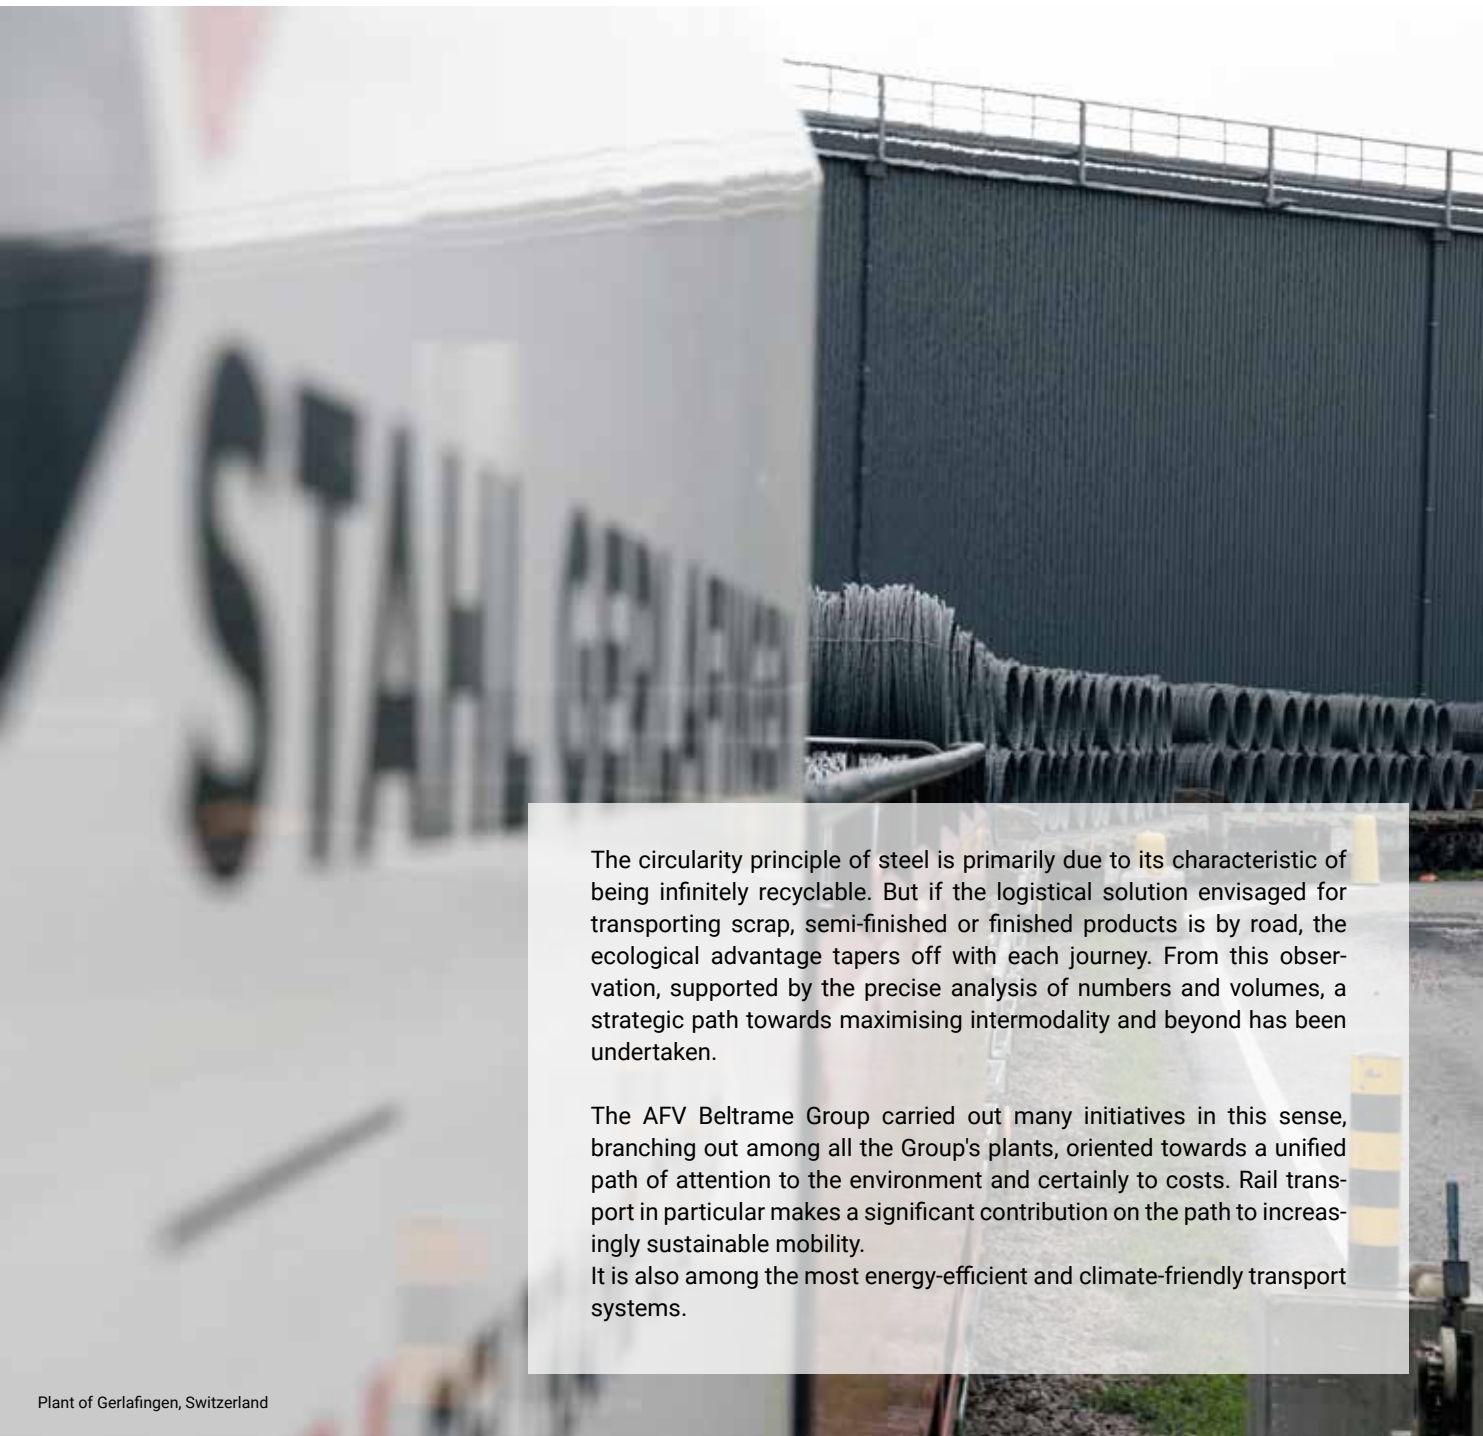 STAHL GERLAFING
The circularity principle of steel is primarily due to its characteristic of
being infinitely recyclable. But if the logistical solution envisaged for
transporting scrap, semi-finished or finished products is by road, the
ecological advantage tapers off with each journey. From this obser-
vation, supported by the precise analysis of numbers and volumes, a
strategic path towards maximising intermodality and beyond has been
undertaken.
The AFV Beltrame Group carried out many initiatives in this sense,
branching out among all the Group's plants, oriented towards a unified
path of attention to the environment and certainly to costs. Rail trans-
port in particular makes a significant contribution on the path to increas-
ingly sustainable mobility.
It is also among the most energy-efficient and climate-friendly transport
systems.
Plant of Gerlafingen, Switzerland